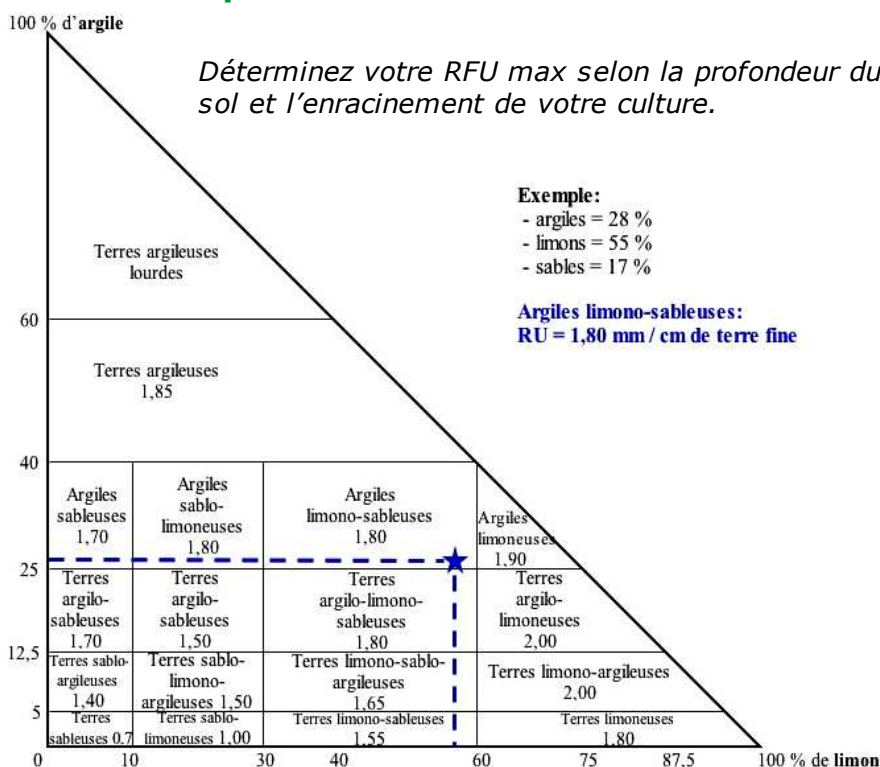 100 % d'argile
Déterminez votre RFU max selon la profondeur du
sol et l'enracinement de votre culture.
Exemple:
- argiles = 28 %
- limons = 55 %
- sables = 17 %
Argiles limono-sableuses:
RU = 1,80 mm / cm de terre fine
Terres argileuses
lourdes
60
Terres argileuses
1,85
40
Argiles
sableuses
1,70
Argiles
sablo-
limoneuses
1,80
Argiles
limono-sableuses
1,80
Argiles
limoneuses
1,90
25
Terres
argilo-
sableuses
1,70
Terres
argilo-
sableuses
1,50
Terres
argilo-limono-
sableuses
1,80
Terres
argilo-
limoneuses
2,00
12,5
Terres sablo-
argileuses
1,40
Terres sablo-
limono-
argileuses 1,50
Terres limono-sablo-
argileuses
1,65
Terres limono-argileuses
2,00
5
Terres
sableuses 0.7
Terres sablo-
limoneuses 1,00
Terres limono-sableuses
1,55
Terres limoneuses
1,80
0
10
30
40
60
75
87,5
100 % de limon